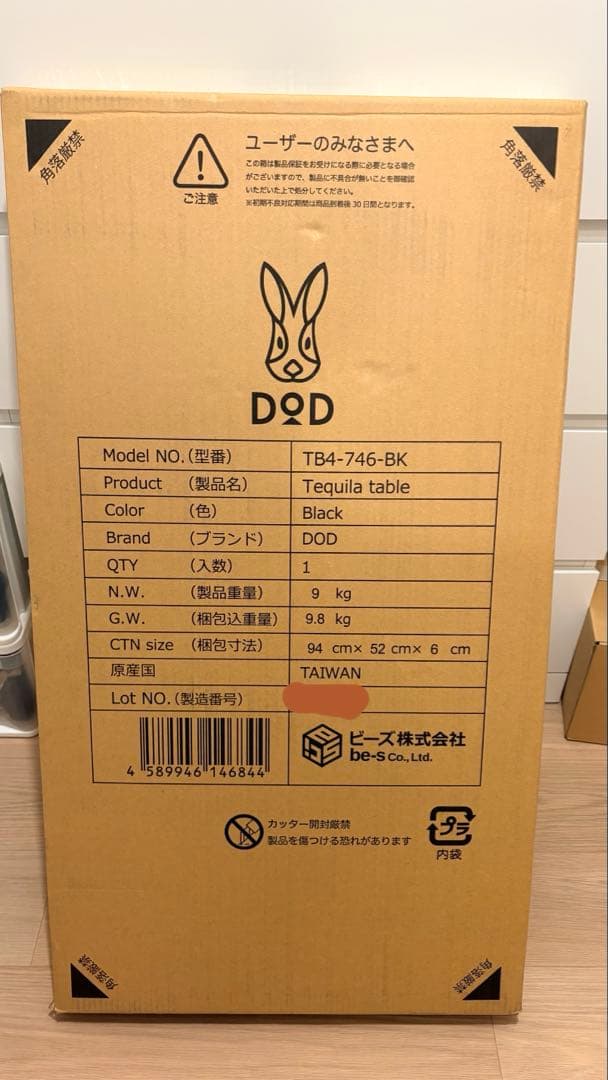 角落厳禁
角落厳禁
ユーザーのみなさまへ
この箱は製品保証をお受けになる際に必要となる場合
がございますので、製品に不具合が無いことを御確認
いただいた上で処分してください。
※初期不良対応期間は商品到着後30日間となります。
ご注意
DOD
Model NO.(型番) TB4-746-BK
Product (製品名) Tequila table
Color (色) Black
Brand (ブランド) DOD
QTY (入数) 1
N.W. (製品重量) 9 kg
G.W. (梱包込重量) 9.8 kg
CTN size (梱包寸法) 94 cm× 52 cm× 6 cm
原産国 TAIWAN
Lot NO.(製造番号)
4 589946 146844
ビーズ株式会社
be-s Co., Ltd.
カッター開封厳禁
製品を傷つける恐れがあります
プラ
内袋
角落厳禁
角落厳禁